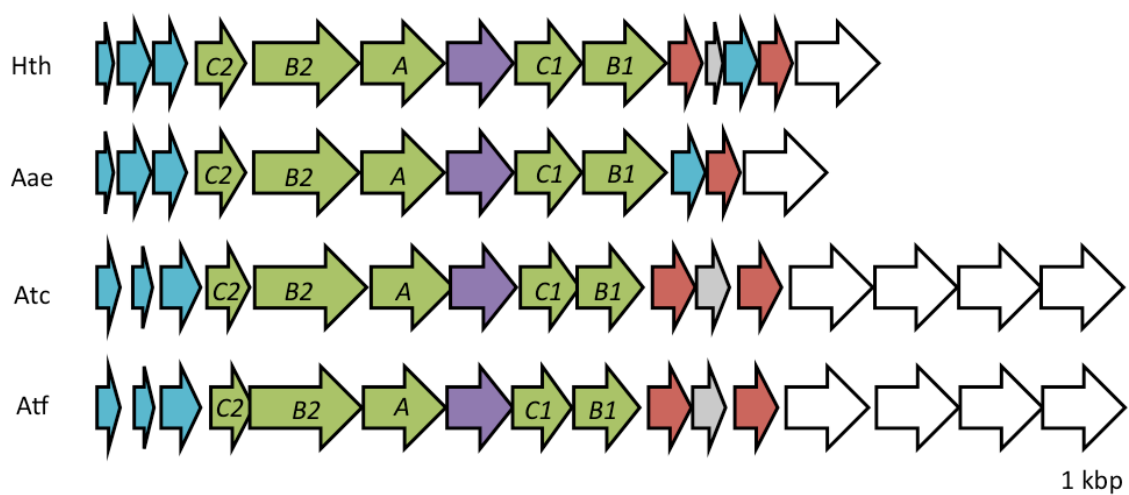 Hth C2 B2 A C1 B1
Aae C2 B2 A C1 B1
Atc C2 B2 A C1 B1
Atf C2 B2 A C1 B1
1 kbp